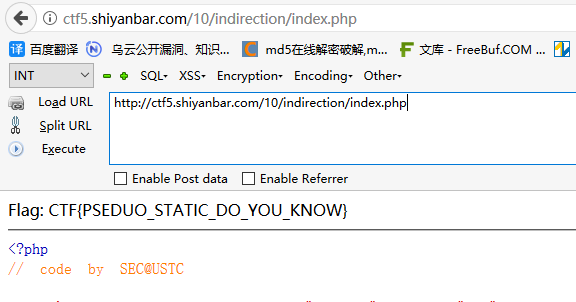 ctf5.shiyanbar.com/10/indirection/index.php
百度翻译 乌云公开漏洞、知识... md5在线解密破解,m... 文库 - FreeBuf.COM ...
INT SQL XSS Encryption Encoding Other
Load URL http://ctf5.shiyanbar.com/10/indirection/index.php
Split URL
Execute
Enable Post data Enable Referrer
Flag: CTF{PSEDUO_STATIC_DO_YOU_KNOW}
<?php
// code by SEC@USTC